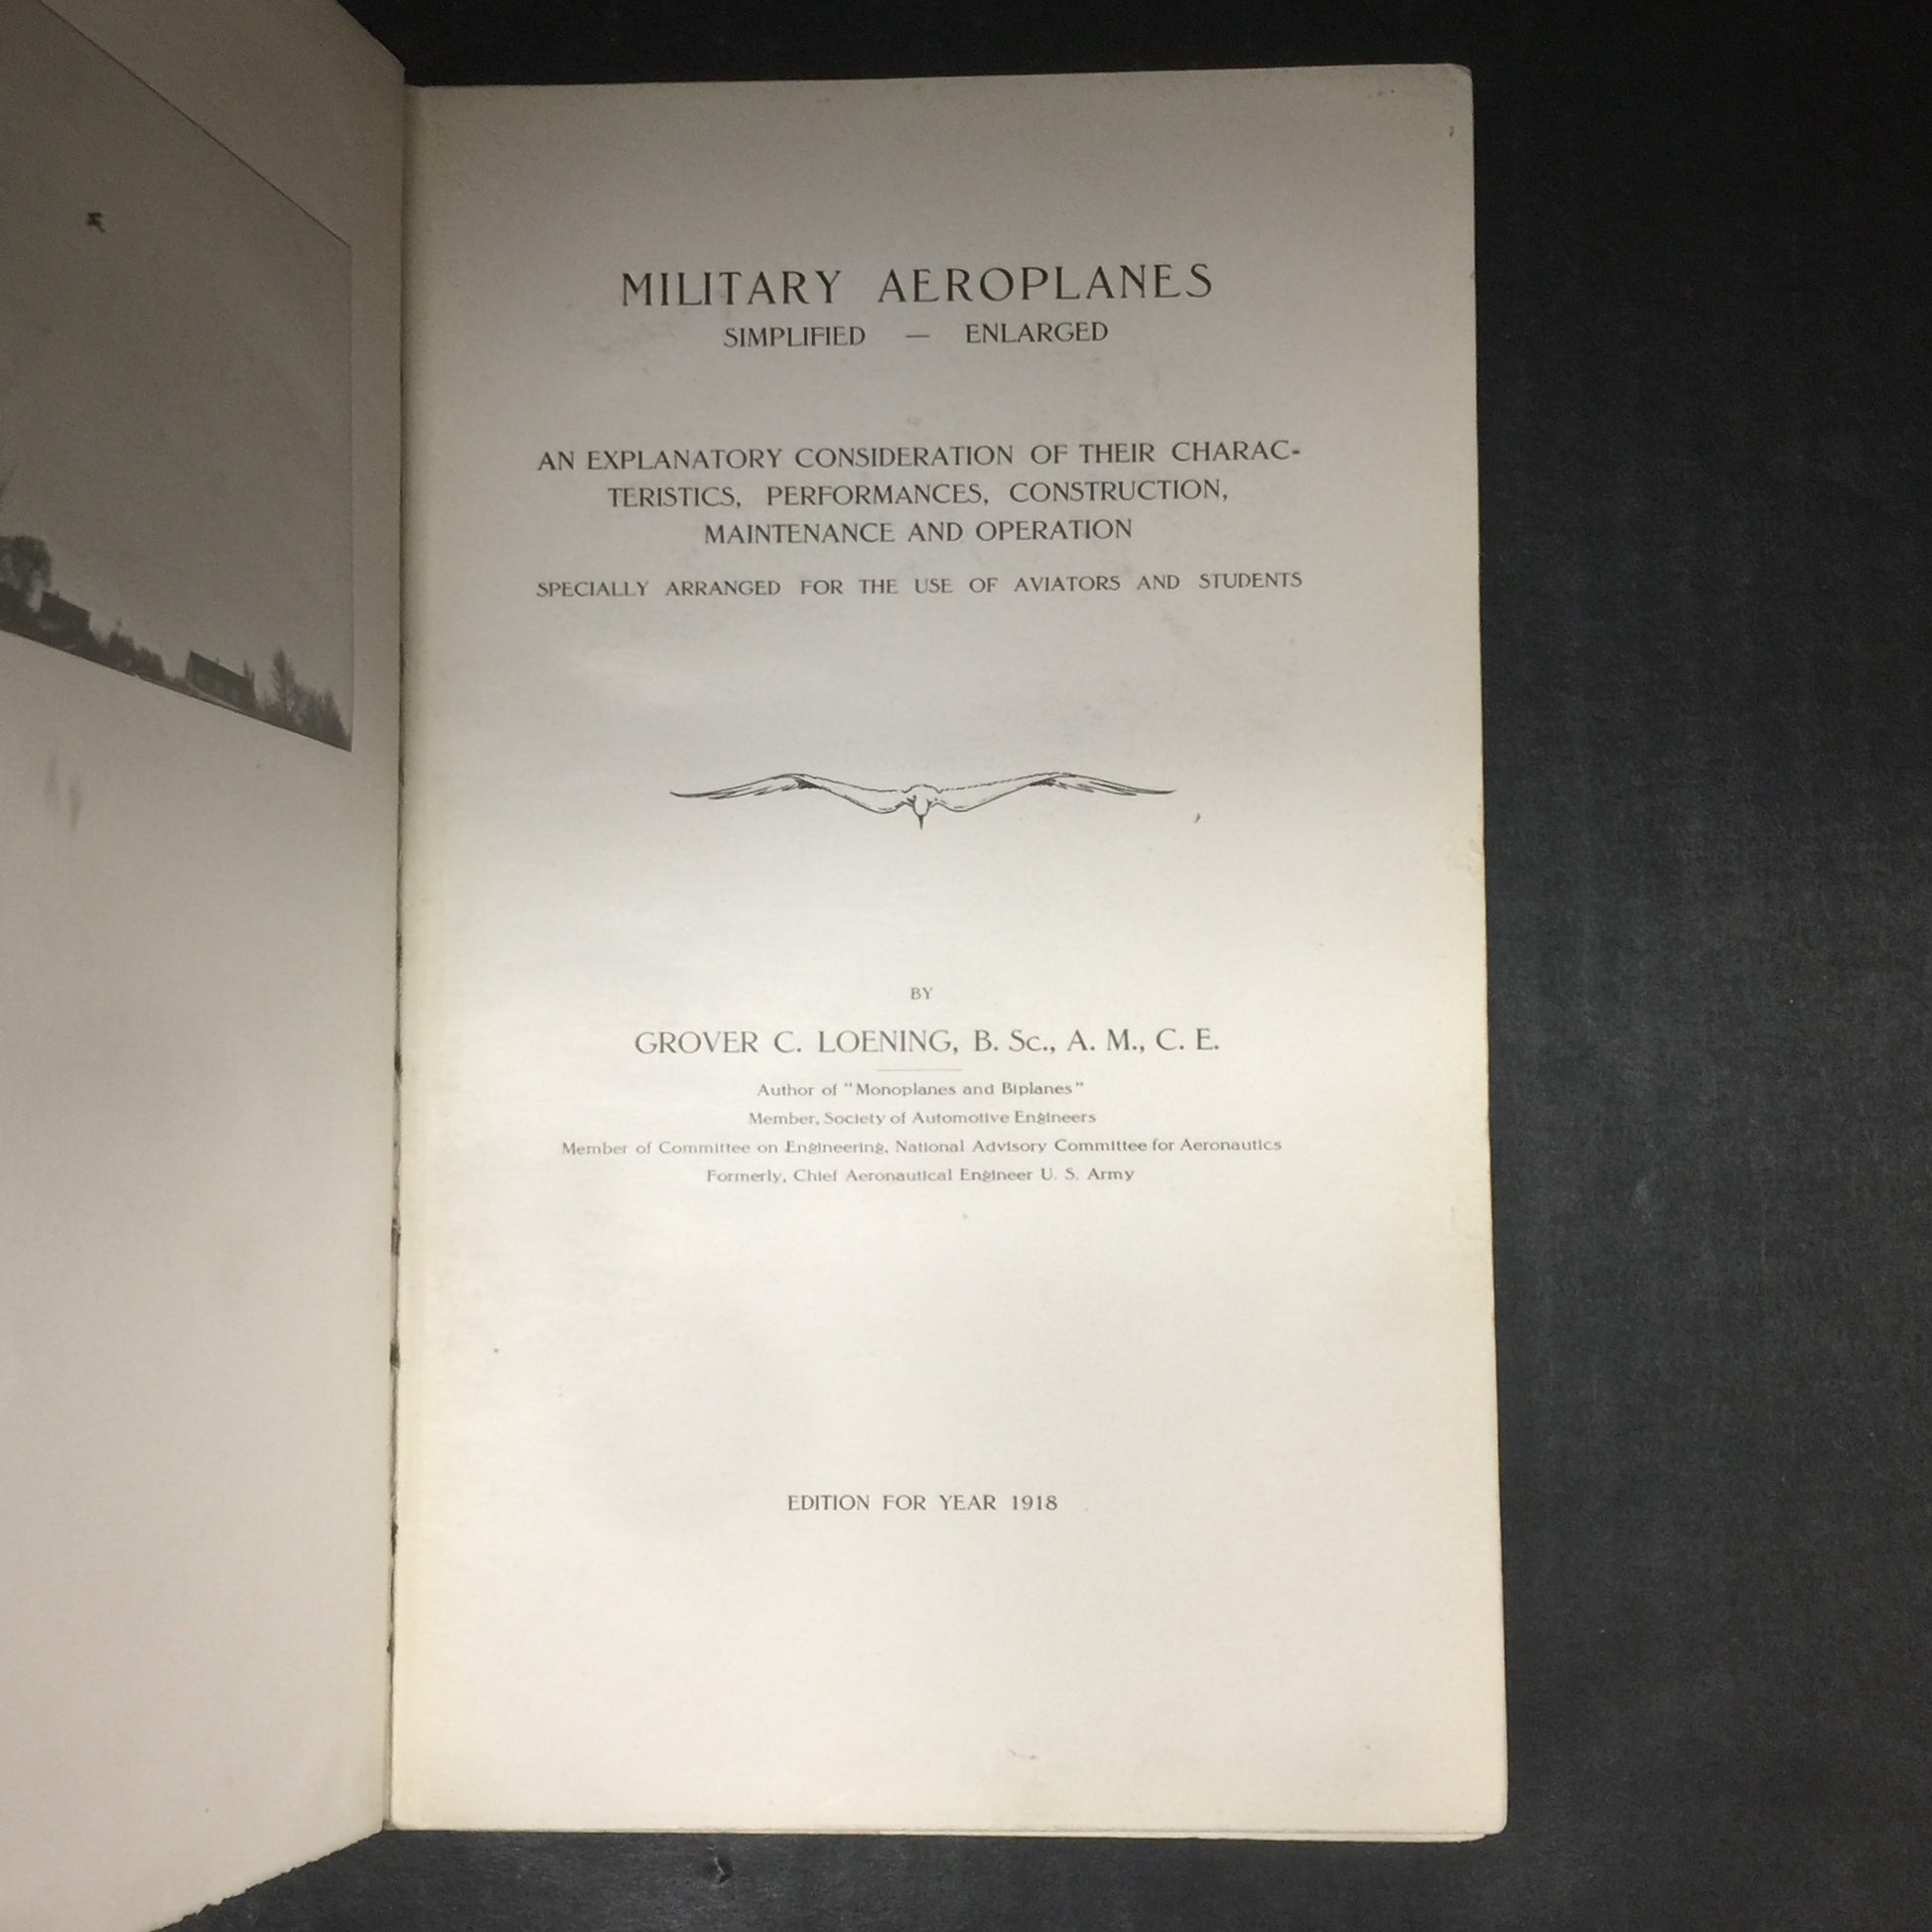 MILITARY AEROPLANES
SIMPLIFIED — ENLARGED
AN EXPLANATORY CONSIDERATION OF THEIR CHARAC-
TERISTICS, PERFORMANCES, CONSTRUCTION,
MAINTENANCE AND OPERATION
SPECIALLY ARRANGED FOR THE USE OF AVIATORS AND STUDENTS
BY
GROVER C. LOENING, B. Sc., A. M., C. E.
Author of "Monoplanes and Biplanes"
Member, Society of Automotive Engineers
Member of Committee on Engineering, National Advisory Committee for Aeronautics
Formerly, Chief Aeronautical Engineer U. S. Army
EDITION FOR YEAR 1918